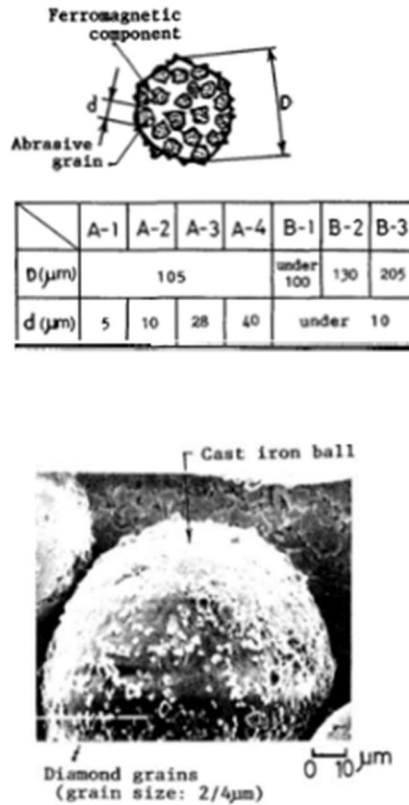 Ferromagnetic
component
d
D
Abrasive
grain
A-1 A-2 A-3 A-4 B-1 B-2 B-3
D(μm) 105 under 100 130 205
d(μm) 5 10 28 40 under 10
Cast iron ball
Diamond grains
(grain size: 2/4μm)
0 10 μm